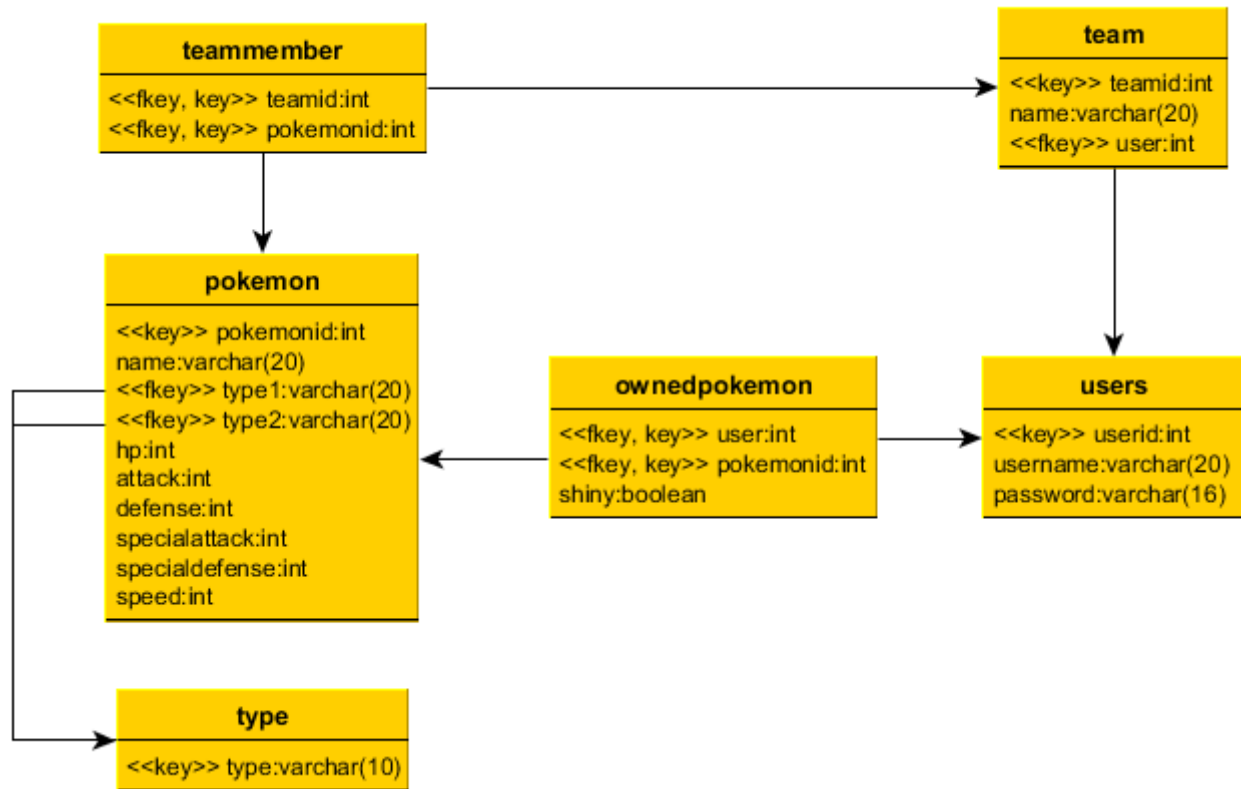 teammember
<<fkey, key>> teamid:int
<<fkey, key>> pokemonid:int
team
<<key>> teamid:int
name:varchar(20)
<<fkey>> user:int
pokemon
<<key>> pokemonid:int
name:varchar(20)
<<fkey>> type1:varchar(20)
<<fkey>> type2:varchar(20)
hp:int
attack:int
defense:int
specialattack:int
specialdefense:int
speed:int
ownedpokemon
<<fkey, key>> user:int
<<fkey, key>> pokemonid:int
shiny:boolean
users
<<key>> userid:int
username:varchar(20)
password:varchar(16)
type
<<key>> type:varchar(10)